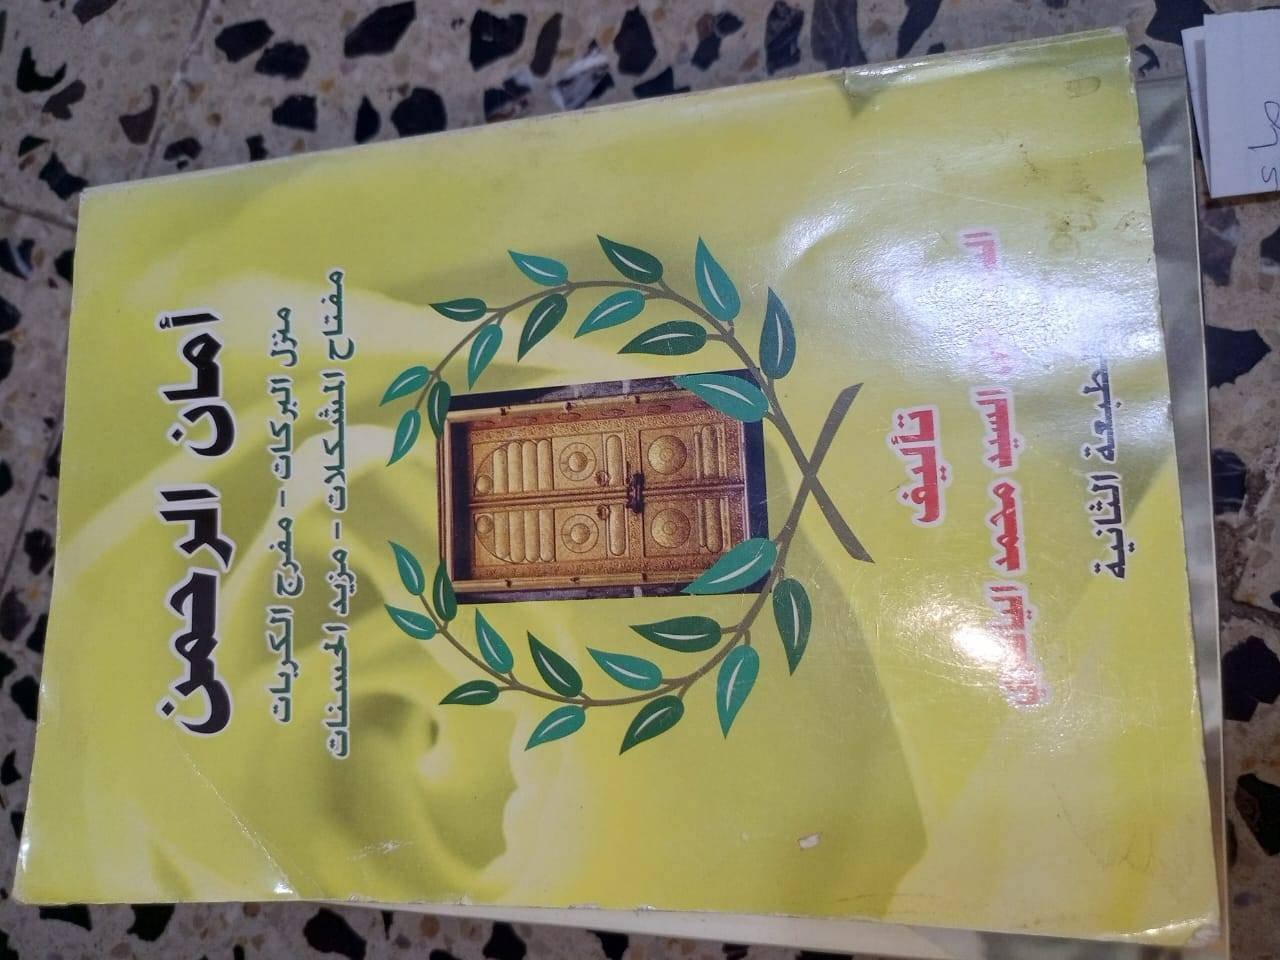 أمان الرحمن
منزل البركات - مفرج الكربات
مفتاح المشكلات - مزيد الحسنات
تأليف
السيد محمد
الطبعة الثانية